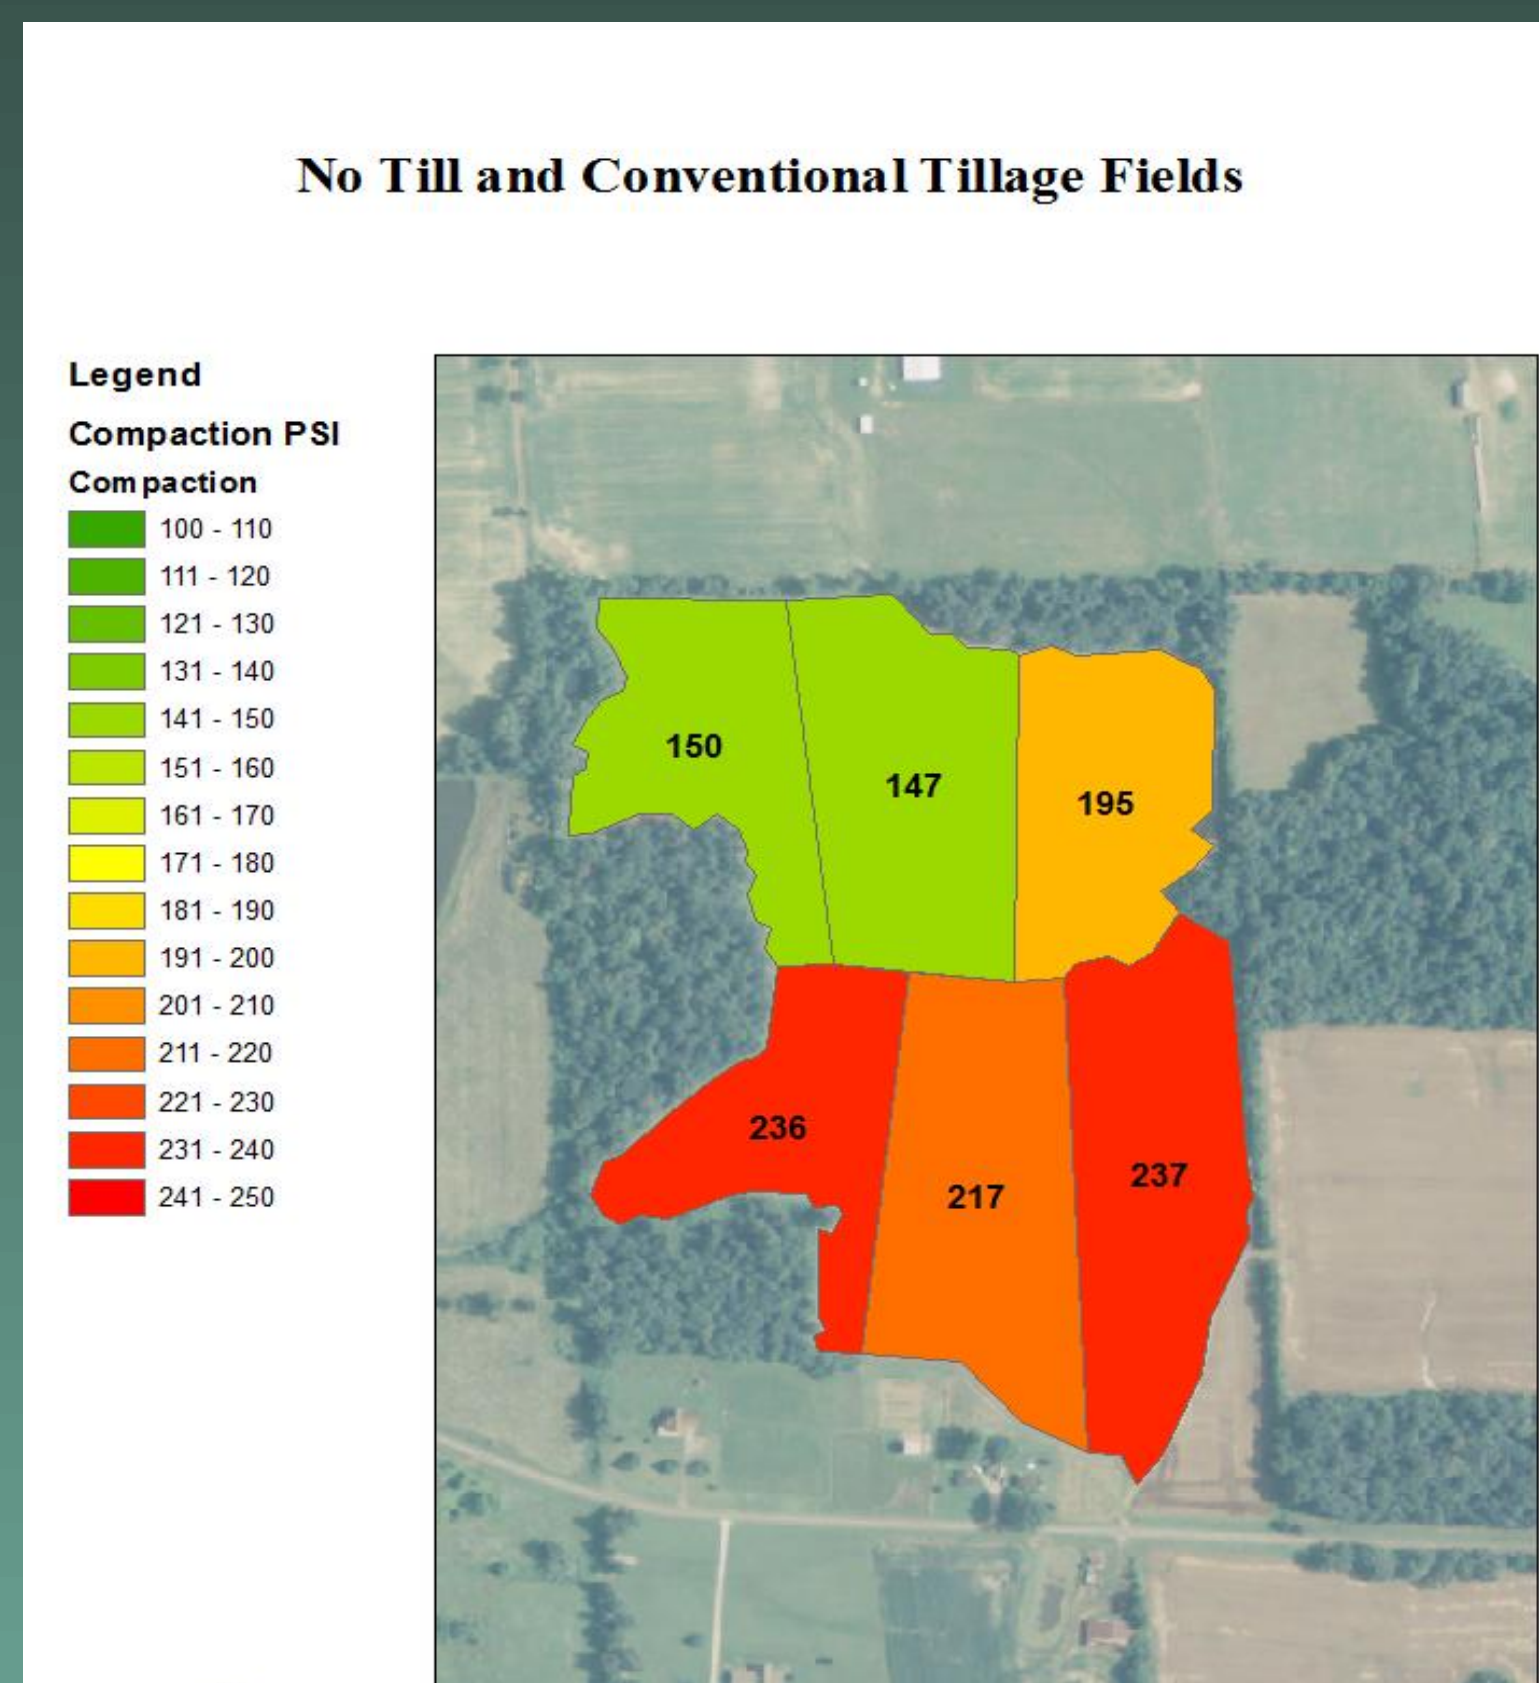 No Till and Conventional Tillage Fields
Legend
Compaction PSI
Compaction
100 - 110
111 - 120
121 - 130
131 - 140
141 - 150
151 - 160
161 - 170
171 - 180
181 - 190
191 - 200
201 - 210
211 - 220
221 - 230
231 - 240
241 - 250
150
147
195
236
217
237